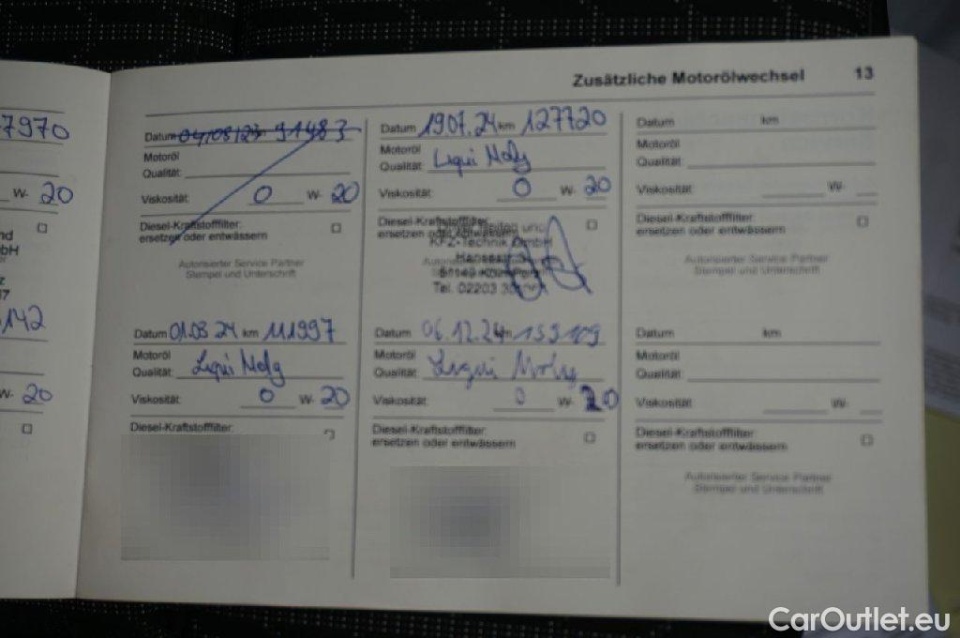 Zusätzliche Motorölwechsel 13
7970
W- 20
nd
bH
z
17
142
W- 20
Datum 04/08/23 91483
Motoröl
Qualität:
Viskosität: 0 W- 20
Diesel-Kraftstofffilter:
ersetzen oder entwässern
Autorisierter Service Partner
Stempel und Unterschrift
Datum 01.03 24 km 111997
Motoröl
Qualität: Liqui Moly
Viskosität: 0 W- 20
Diesel-Kraftstofffilter:
Datum 19.07.24 km 127720
Motoröl
Qualität: Liqui Moly
Viskosität: 0 W- 20
Diesel-Kraftstofffilter:
ersetzen oder entwässern
KFZ-Technik GmbH
Tel. 02203
Datum 06.12.24 km 139109
Motoröl
Qualität: Liqui Moly
Viskosität: 0 W- 20
Diesel-Kraftstofffilter:
ersetzen oder entwässern
Datum km
Motoröl
Qualität:
Viskosität: W-
Diesel-Kraftstofffilter:
ersetzen oder entwässern
Autorisierter Service Partner
Stempel und Unterschrift
Datum km
Motoröl
Qualität:
Viskosität: W-
Diesel-Kraftstofffilter:
ersetzen oder entwässern
Autorisierter Service Partner
Stempel und Unterschrift
CarOutlet.eu